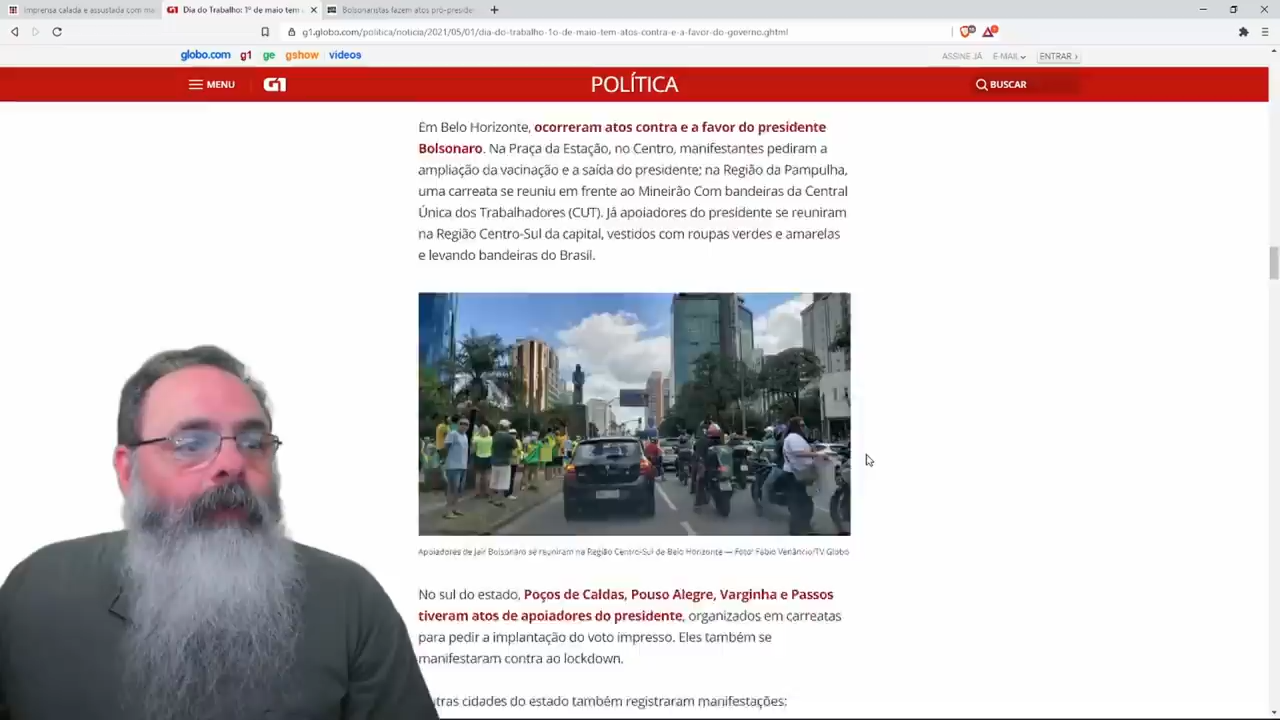 Imprensa calada e assustada com ma
G1 Dia do Trabalho: 1º de maio tem a
Bolsonaristas fazem atos pró-preside
g1.globo.com/politica/noticia/2021/05/01/dia-do-trabalho-1o-de-maio-tem-atos-contra-e-a-favor-do-governo.ghtml
globo.com g1 ge gshow videos
ASSINE JÁ E-MAIL ENTRAR ›
MENU G1 POLÍTICA BUSCAR
Em Belo Horizonte, ocorreram atos contra e a favor do presidente
Bolsonaro. Na Praça da Estação, no Centro, manifestantes pediram a
ampliação da vacinação e a saída do presidente; na Região da Pampulha,
uma carreata se reuniu em frente ao Mineirão Com bandeiras da Central
Única dos Trabalhadores (CUT). Já apoiadores do presidente se reuniram
na Região Centro-Sul da capital, vestidos com roupas verdes e amarelas
e levando bandeiras do Brasil.
Apoiadores de Jair Bolsonaro se reuniram na Região Centro-Sul de Belo Horizonte — Foto: Fábio Venâncio/TV Globo
No sul do estado, Poços de Caldas, Pouso Alegre, Varginha e Passos
tiveram atos de apoiadores do presidente, organizados em carreatas
para pedir a implantação do voto impresso. Eles também se
manifestaram contra ao lockdown.
utras cidades do estado também registraram manifestações: